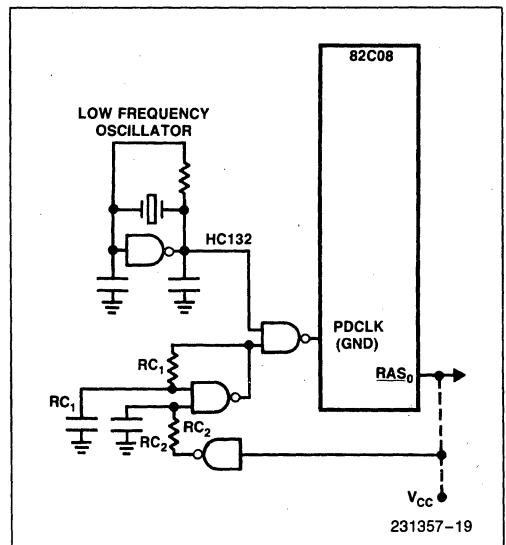 82C08
LOW FREQUENCY
OSCILLATOR
HC132
PDCLK
(GND)
RAS0
RC1
RC1
RC2
RC2
VCC
231357-19